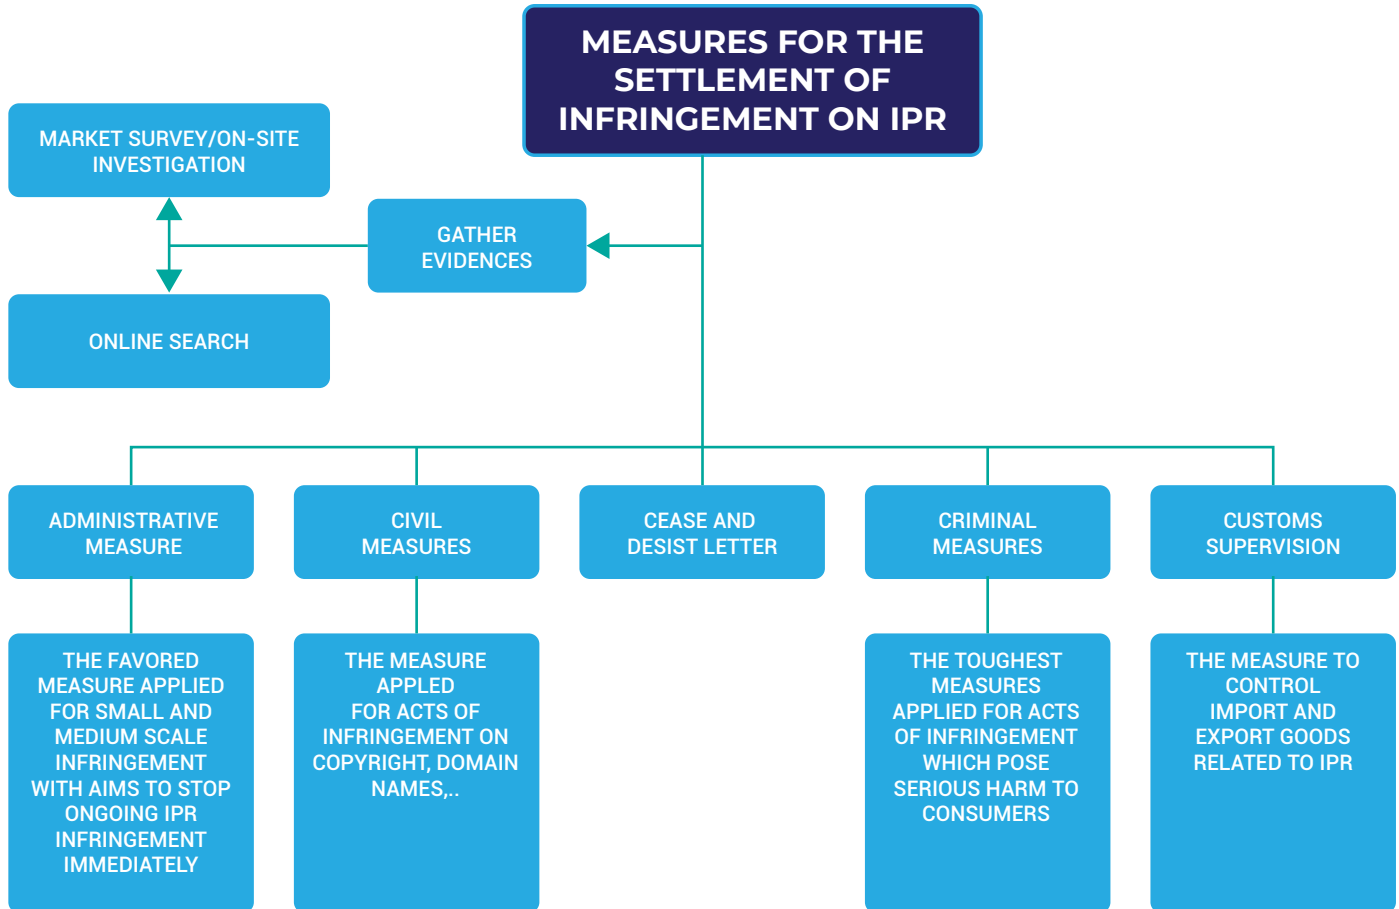 MEASURES FOR THE
SETTLEMENT OF
INFRINGEMENT ON IPR
MARKET SURVEY/ON-SITE
INVESTIGATION
GATHER
EVIDENCES
ONLINE SEARCH
ADMINISTRATIVE
MEASURE
CIVIL
MEASURES
CEASE AND
DESIST LETTER
CRIMINAL
MEASURES
CUSTOMS
SUPERVISION
THE FAVORED
MEASURE APPLIED
FOR SMALL AND
MEDIUM SCALE
INFRINGEMENT
WITH AIMS TO STOP
ONGOING IPR
INFRINGEMENT
IMMEDIATELY
THE MEASURE
APPLED
FOR ACTS OF
INFRINGEMENT ON
COPYRIGHT, DOMAIN
NAMES,..
THE TOUGHEST
MEASURES
APPLIED FOR ACTS
OF INFRINGEMENT
WHICH POSE
SERIOUS HARM TO
CONSUMERS
THE MEASURE TO
CONTROL
IMPORT AND
EXPORT GOODS
RELATED TO IPR